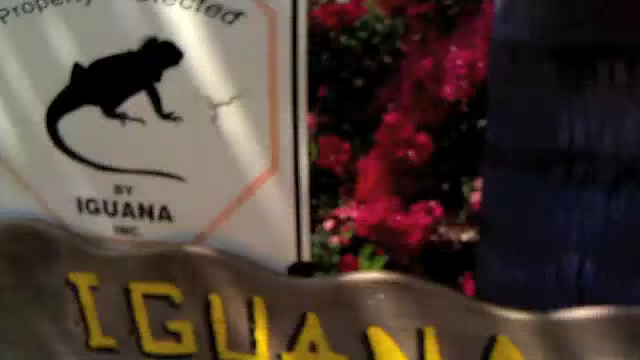 Property Protected
BY
IGUANA
INC.
IGUANA